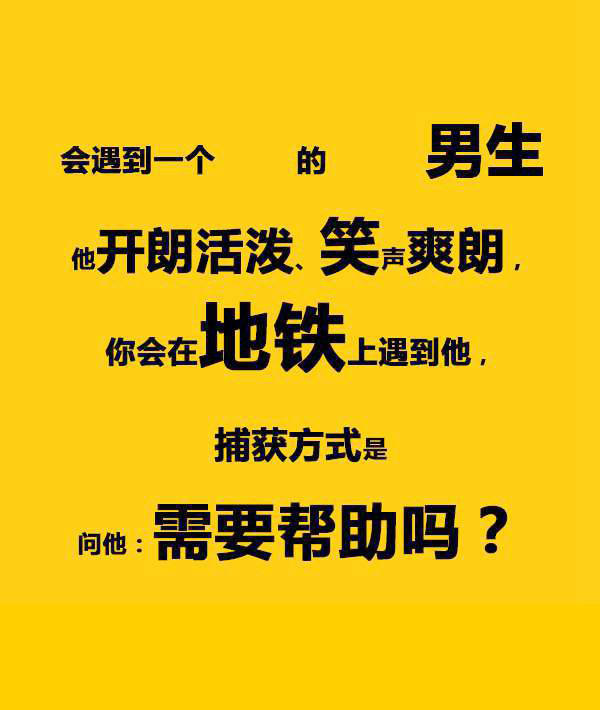 会遇到一个 的 男生
他开朗活泼、笑声爽朗，
你会在地铁上遇到他，
捕获方式是
问他：需要帮助吗？